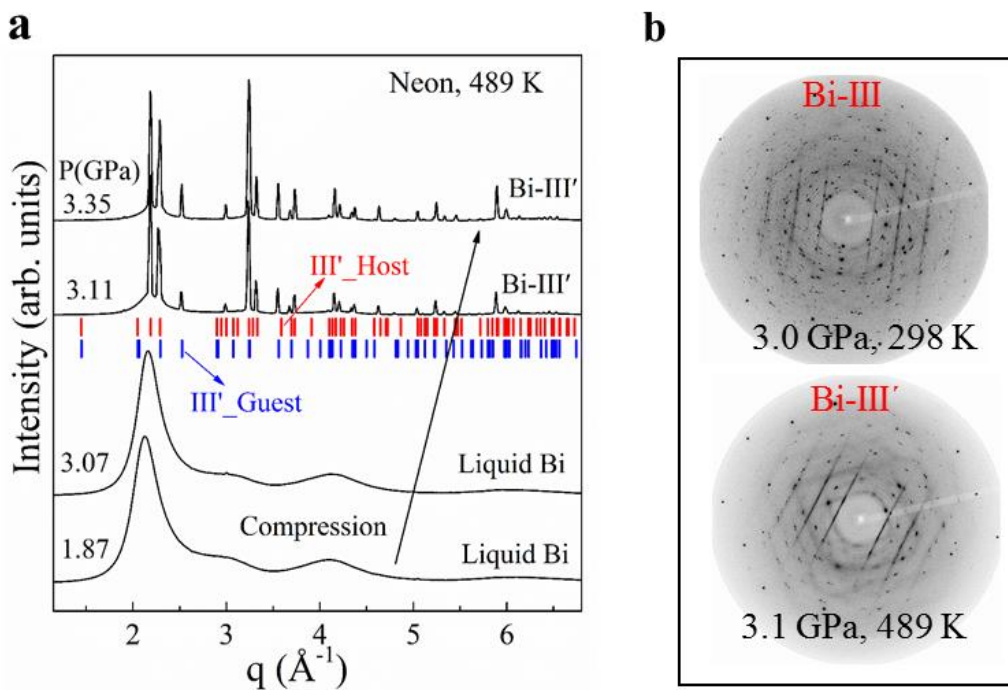 a
Neon, 489 K
P(GPa)
3.35
Bi-III′
3.11
Bi-III′
III'_Host
III'_Guest
3.07
Liquid Bi
Compression
1.87
Liquid Bi
Intensity (arb. units)
2 3 4 5 6
q (Å⁻¹)
b
Bi-III
3.0 GPa, 298 K
Bi-III′
3.1 GPa, 489 K